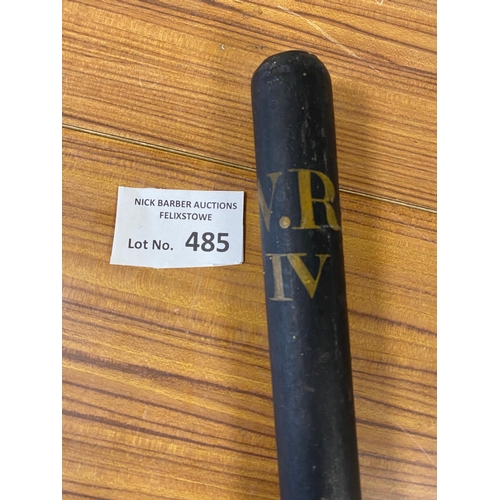 NICK BARBER AUCTIONS
FELIXSTOWE
Lot No. 485
W.R
IV